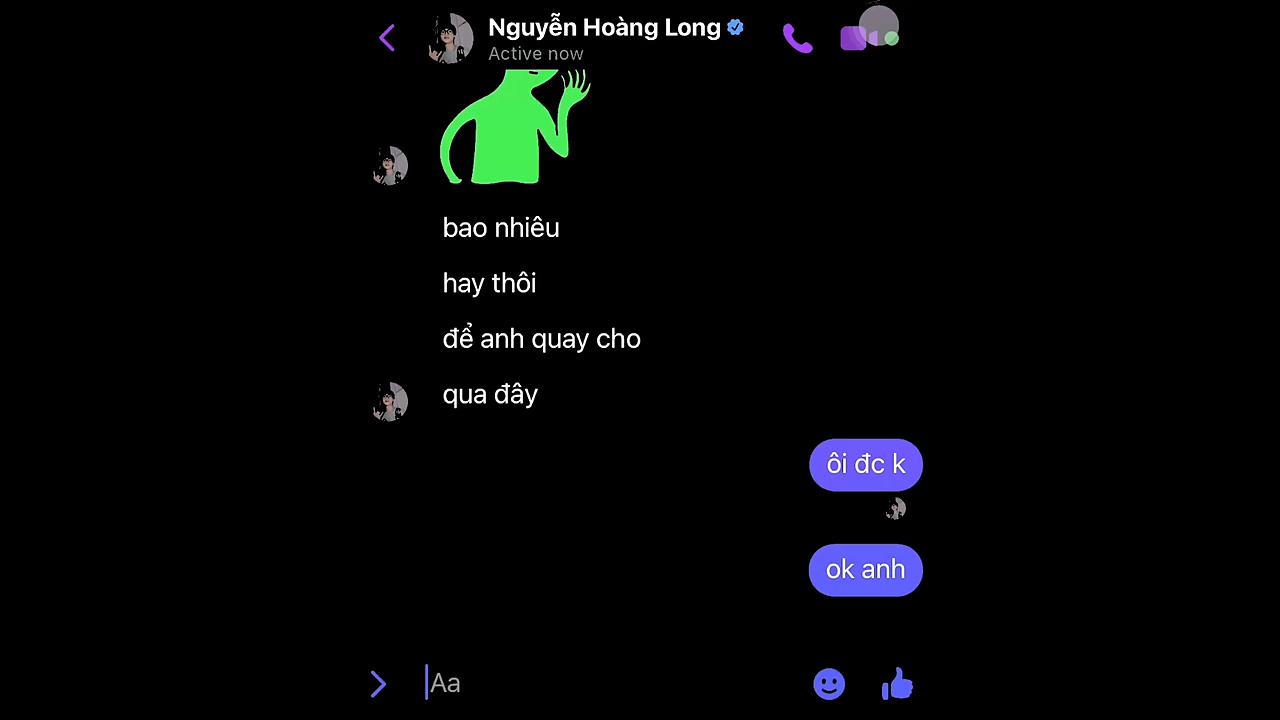 Nguyễn Hoàng Long
Active now
bao nhiêu
hay thôi
để anh quay cho
qua đây
ôi đc k
ok anh
Aa